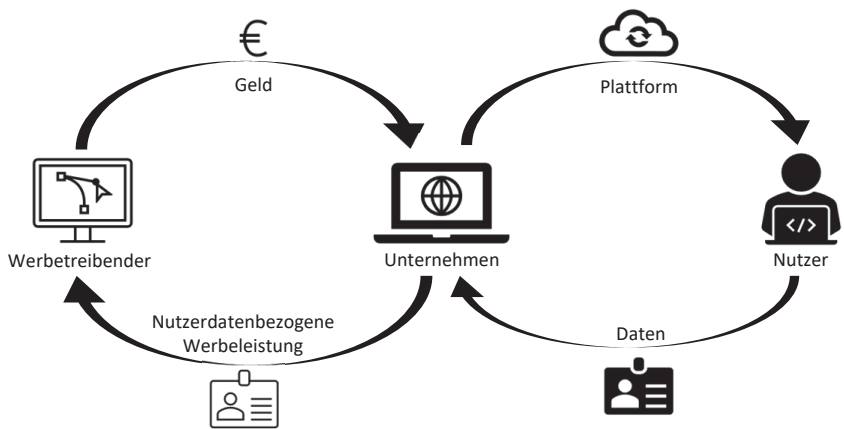 €
Geld
Plattform
</>
Werbetreibender
Unternehmen
Nutzer
Nutzerdatenbezogene
Werbeleistung
Daten